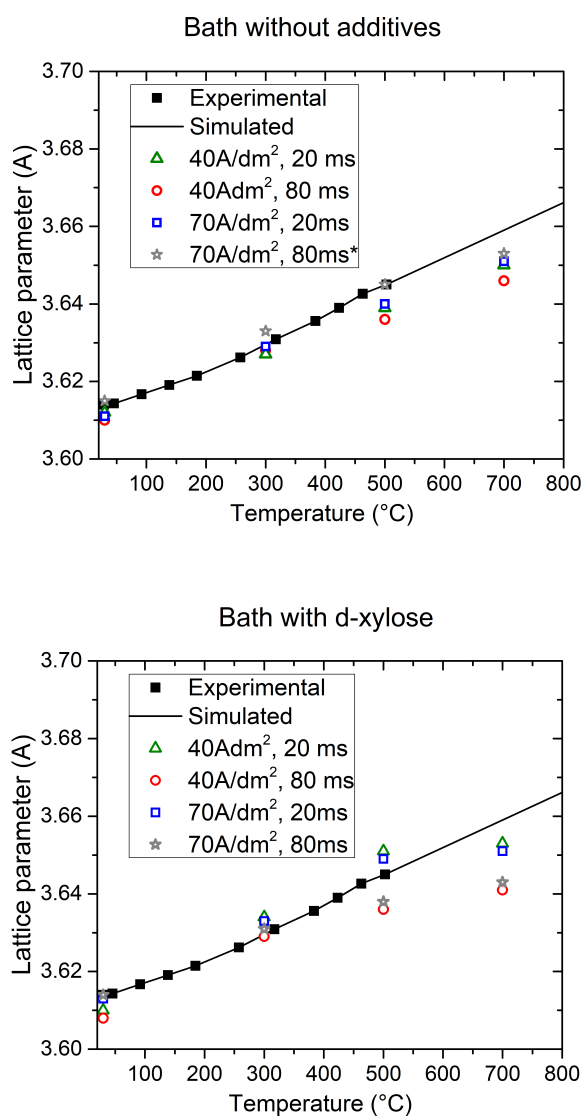 Bath without additives
3.70
3.68
3.66
3.64
3.62
3.60
Lattice parameter (A)
Experimental
Simulated
40A/dm², 20 ms
40Adm², 80 ms
70A/dm², 20ms
70A/dm², 80ms*
100 200 300 400 500 600 700 800
Temperature (°C)
Bath with d-xylose
3.70
3.68
3.66
3.64
3.62
3.60
Lattice parameter (A)
Experimental
Simulated
40Adm², 20 ms
40A/dm², 80 ms
70A/dm², 20ms
70A/dm², 80ms
100 200 300 400 500 600 700 800
Temperature (°C)